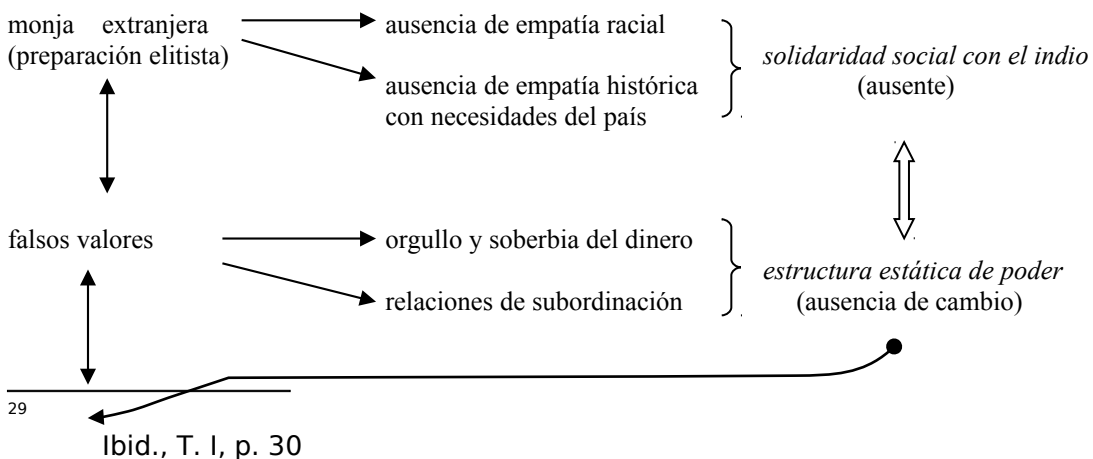 monja extranjera
(preparación elitista)
ausencia de empatía racial
ausencia de empatía histórica
con necesidades del país
solidaridad social con el indio
(ausente)
falsos valores
orgullo y soberbia del dinero
relaciones de subordinación
estructura estática de poder
(ausencia de cambio)
29
Ibid., T. I, p. 30